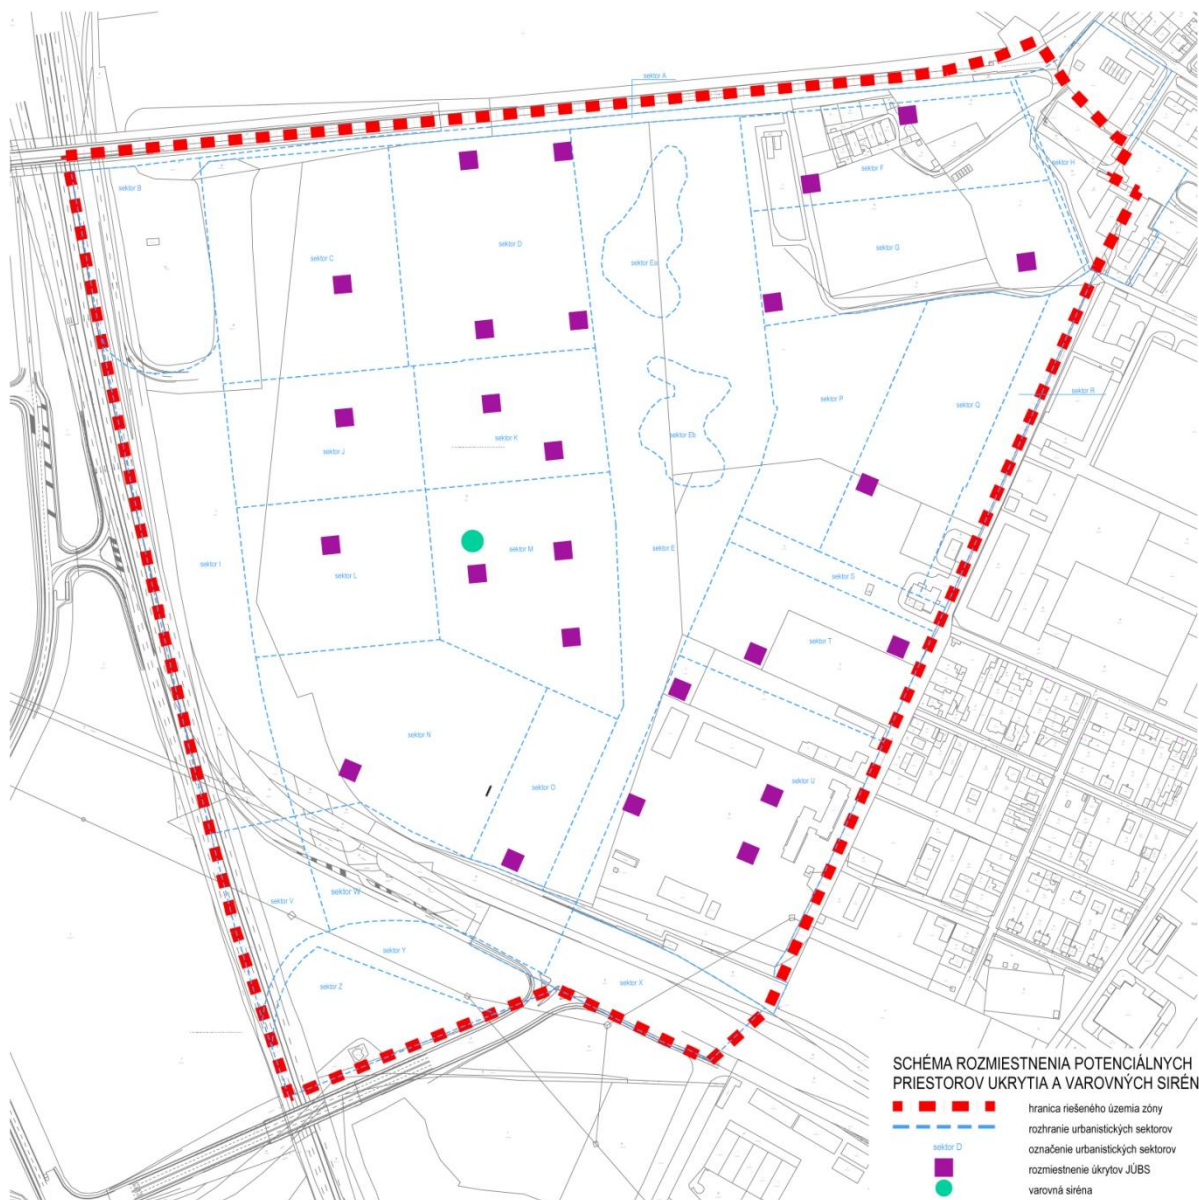 sektor A
sektor B
sektor H
sektor F
sektor D
sektor G
sektor C
sektor Ea
sektor R
sektor P
sektor Q
sektor Eb
sektor K
sektor J
sektor M
sektor E
sektor I
sektor L
sektor S
sektor T
sektor N
sektor U
sektor O
sektor W
sektor V
sektor Y
sektor X
sektor Z
SCHÉMA ROZMIESTNENIA POTENCIÁLNYCH
PRIESTOROV UKRYTIA A VAROVNÝCH SIRÉN
hranica riešeného územia zóny
rozhranie urbanistických sektorov
sektor D
označenie urbanistických sektorov
rozmiestnenie úkrytov JÚBS
varovná siréna